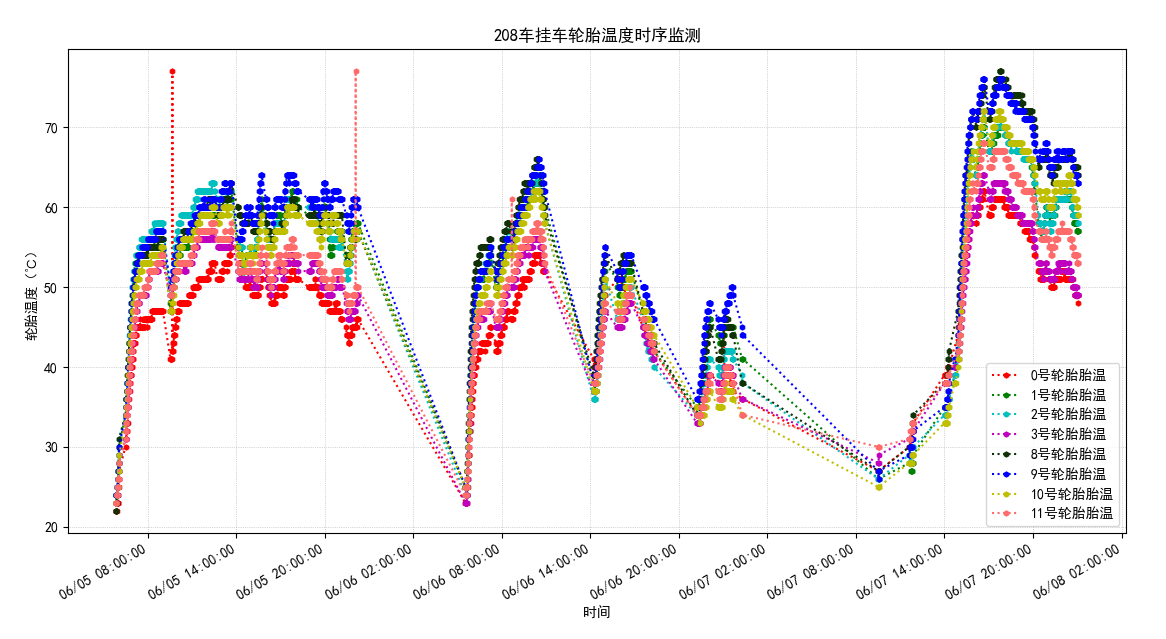 208车挂车轮胎温度时序监测
轮胎温度（℃）
70
60
50
40
30
20
0号轮胎胎温
1号轮胎胎温
2号轮胎胎温
3号轮胎胎温
8号轮胎胎温
9号轮胎胎温
10号轮胎胎温
11号轮胎胎温
06/05 08:00:00
06/05 14:00:00
06/05 20:00:00
06/06 02:00:00
06/06 08:00:00
06/06 14:00:00
06/06 20:00:00
06/07 02:00:00
06/07 08:00:00
06/07 14:00:00
06/07 20:00:00
06/08 02:00:00
时间